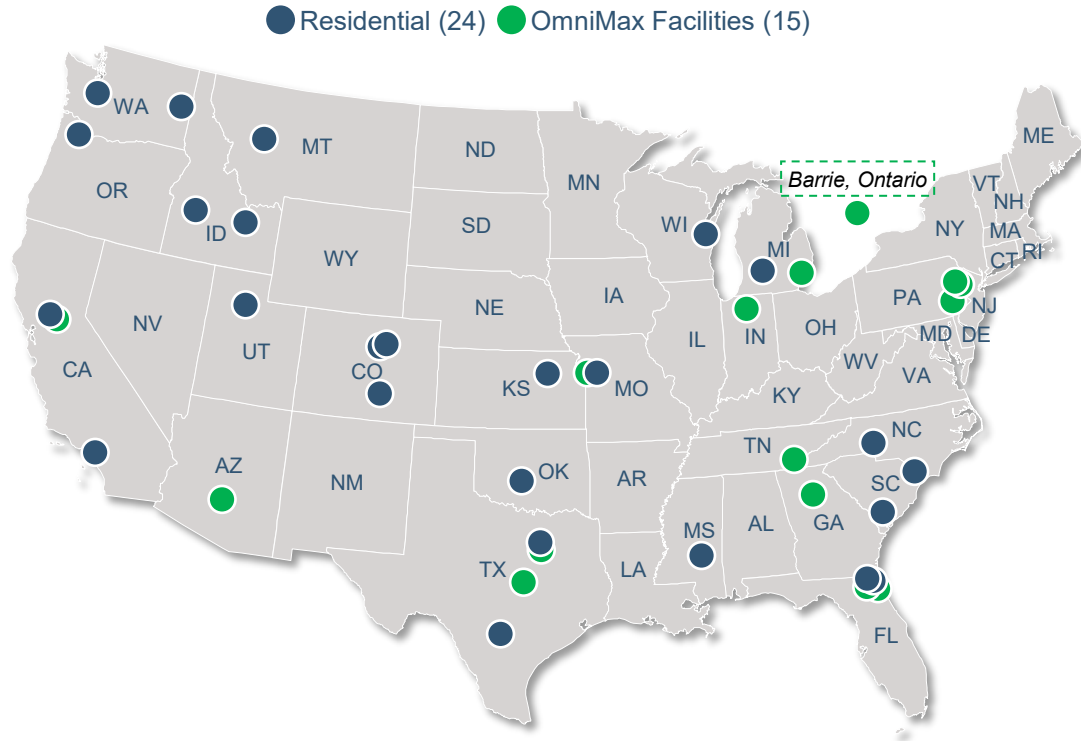 Residential (24) OmniMax Facilities (15)
WA
MT
ND
MN
ME
OR
ID
SD
WI
MI
Barrie, Ontario
VT
NH
NY
MA
CT
RI
WY
NE
IA
PA
NJ
NV
UT
CO
IL
IN
OH
MD
DE
CA
KS
MO
WV
VA
KY
AZ
NM
OK
AR
TN
NC
SC
TX
LA
MS
AL
GA
FL